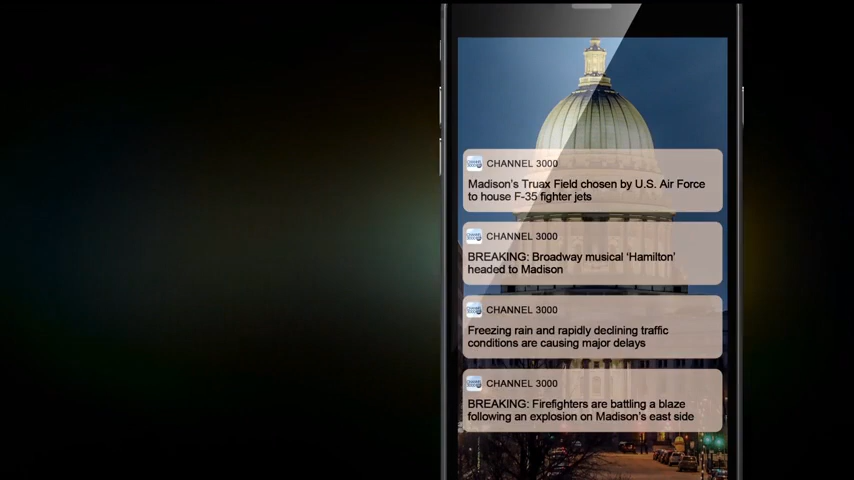 CHANNEL 3000
Madison's Truax Field chosen by U.S. Air Force
to house F-35 fighter jets
CHANNEL 3000
BREAKING: Broadway musical ‘Hamilton’
headed to Madison
CHANNEL 3000
Freezing rain and rapidly declining traffic
conditions are causing major delays
CHANNEL 3000
BREAKING: Firefighters are battling a blaze
following an explosion on Madison's east side